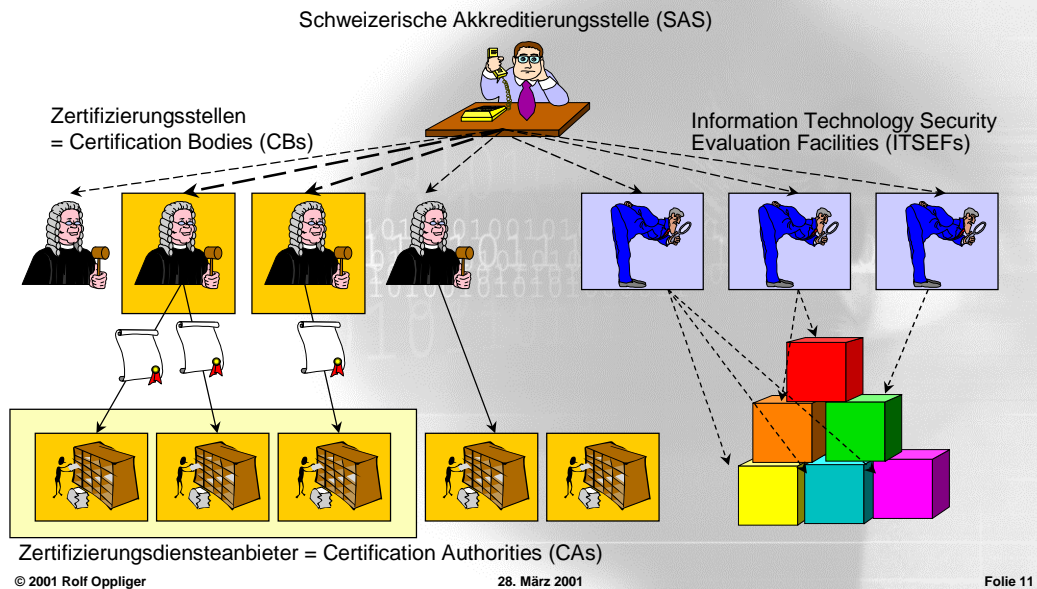 Schweizerische Akkreditierungsstelle (SAS)
Zertifizierungsstellen
= Certification Bodies (CBs)
Information Technology Security
Evaluation Facilities (ITSEFs)
Zertifizierungsdiensteanbieter = Certification Authorities (CAs)
© 2001 Rolf Oppliger
28. März 2001
Folie 11